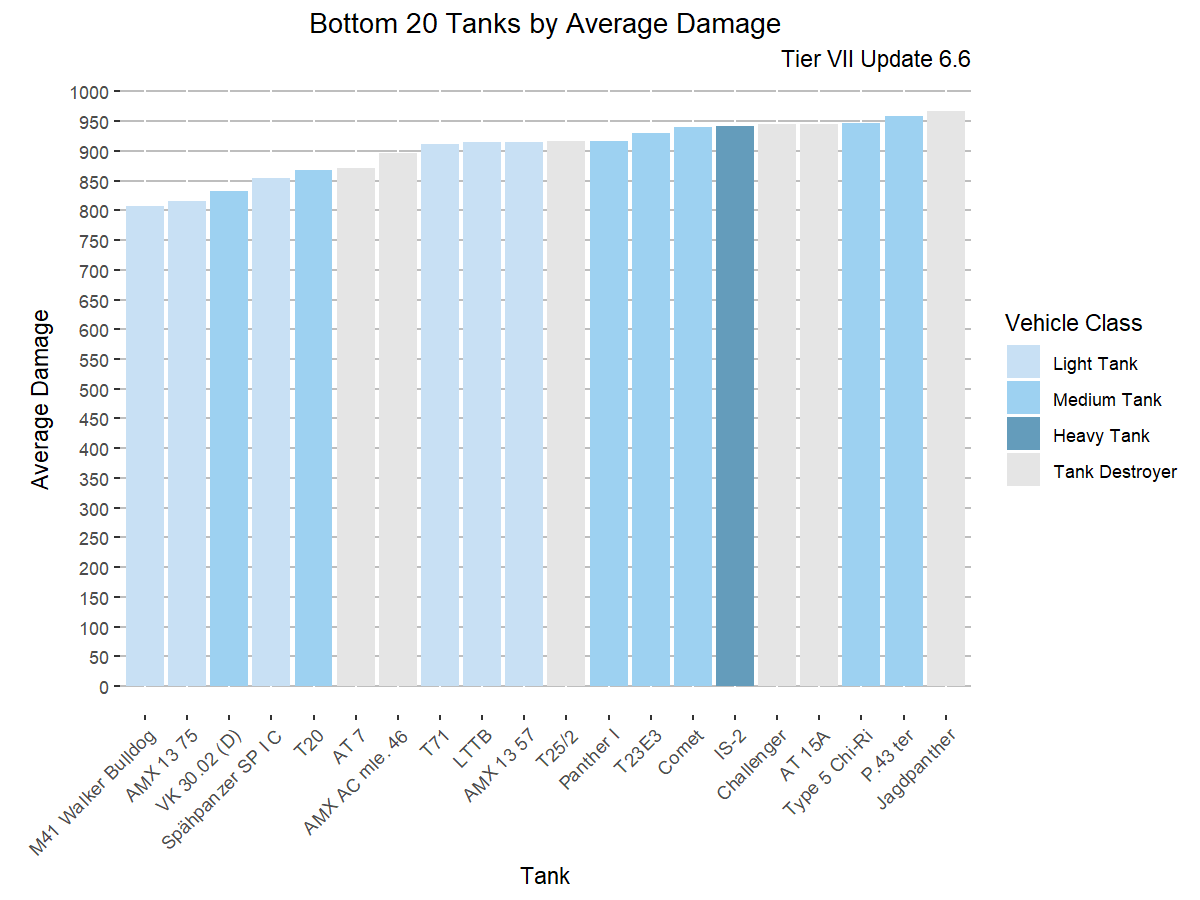 Bottom 20 Tanks by Average Damage
Tier VII Update 6.6
Average Damage
1000
950
900
850
800
750
700
650
600
550
500
450
400
350
300
250
200
150
100
50
0
M41 Walker Bulldog
AMX 13 75
VK 30.02 (D)
Spähpanzer SP I C
T20
AT 7
AMX AC mle. 46
T71
LTTB
AMX 13 57
T25/2
Panther I
T23E3
Comet
IS-2
Challenger
AT 15A
Type 5 Chi-Ri
P.43 ter
Jagdpanther
Tank
Vehicle Class
Light Tank
Medium Tank
Heavy Tank
Tank Destroyer